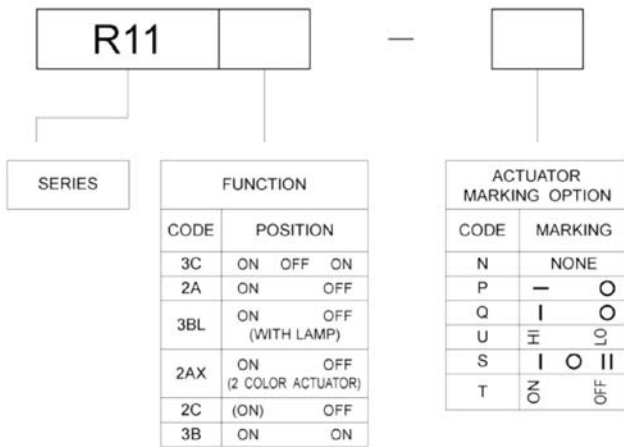 R11 —
SERIES
FUNCTION
CODE POSITION
3C ON OFF ON
2A ON OFF
3BL ON OFF
(WITH LAMP)
2AX ON OFF
(2 COLOR ACTUATOR)
2C (ON) OFF
3B ON ON
ACTUATOR
MARKING OPTION
CODE MARKING
N NONE
P — O
Q I O
U HI LO
S I O II
T ON OFF